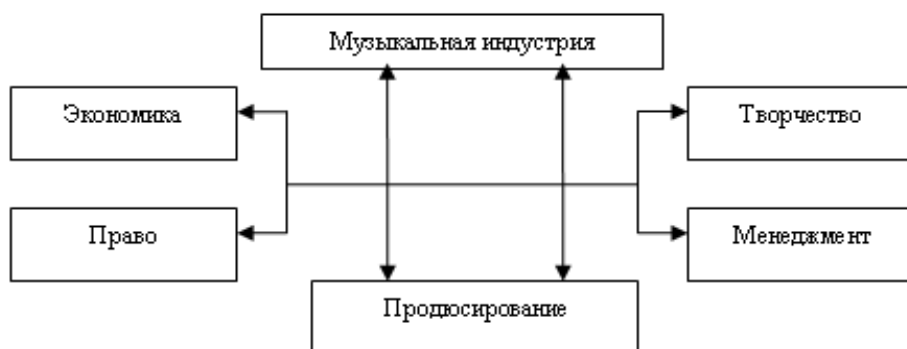 Музыкальная индустрия
Экономика
Творчество
Право
Менеджмент
Продюсирование